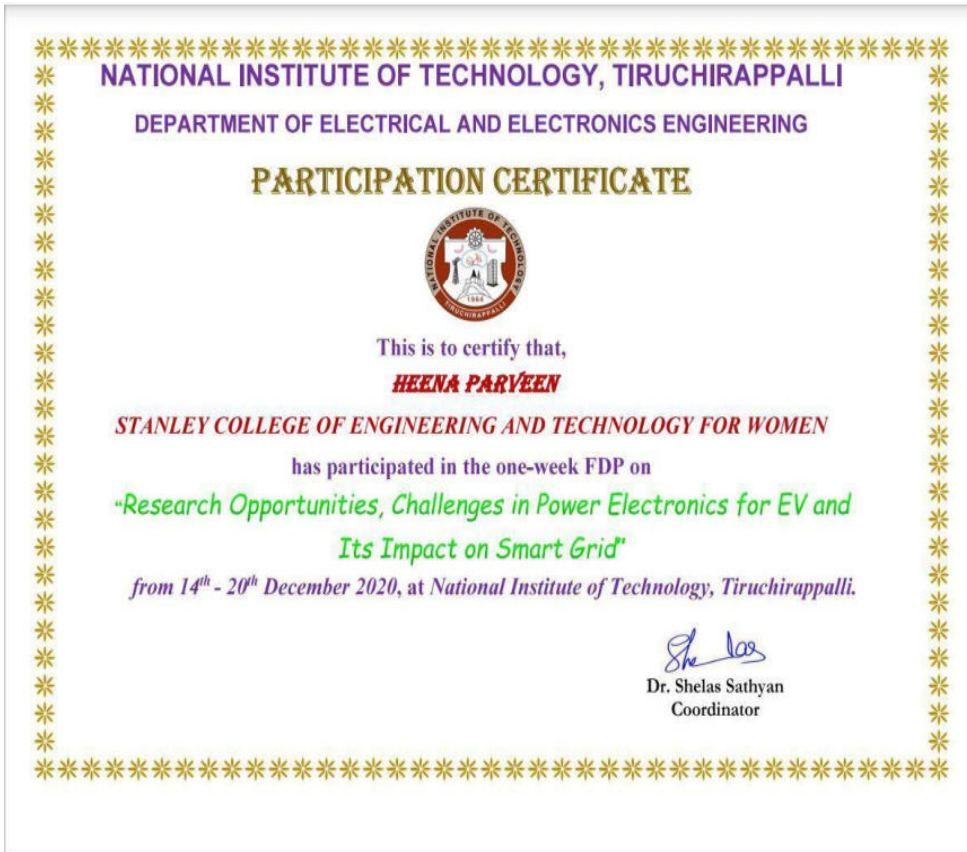 NATIONAL INSTITUTE OF TECHNOLOGY, TIRUCHIRAPPALLI
DEPARTMENT OF ELECTRICAL AND ELECTRONICS ENGINEERING
PARTICIPATION CERTIFICATE
NATIONAL INSTITUTE OF TECHNOLOGY
1964
TIRUCHIRAPPALLI
This is to certify that,
HEENA PARVEEN
STANLEY COLLEGE OF ENGINEERING AND TECHNOLOGY FOR WOMEN
has participated in the one-week FDP on
“Research Opportunities, Challenges in Power Electronics for EV and
Its Impact on Smart Grid”
from 14th - 20th December 2020, at National Institute of Technology, Tiruchirappalli.
Shelas
Dr. Shelas Sathyan
Coordinator